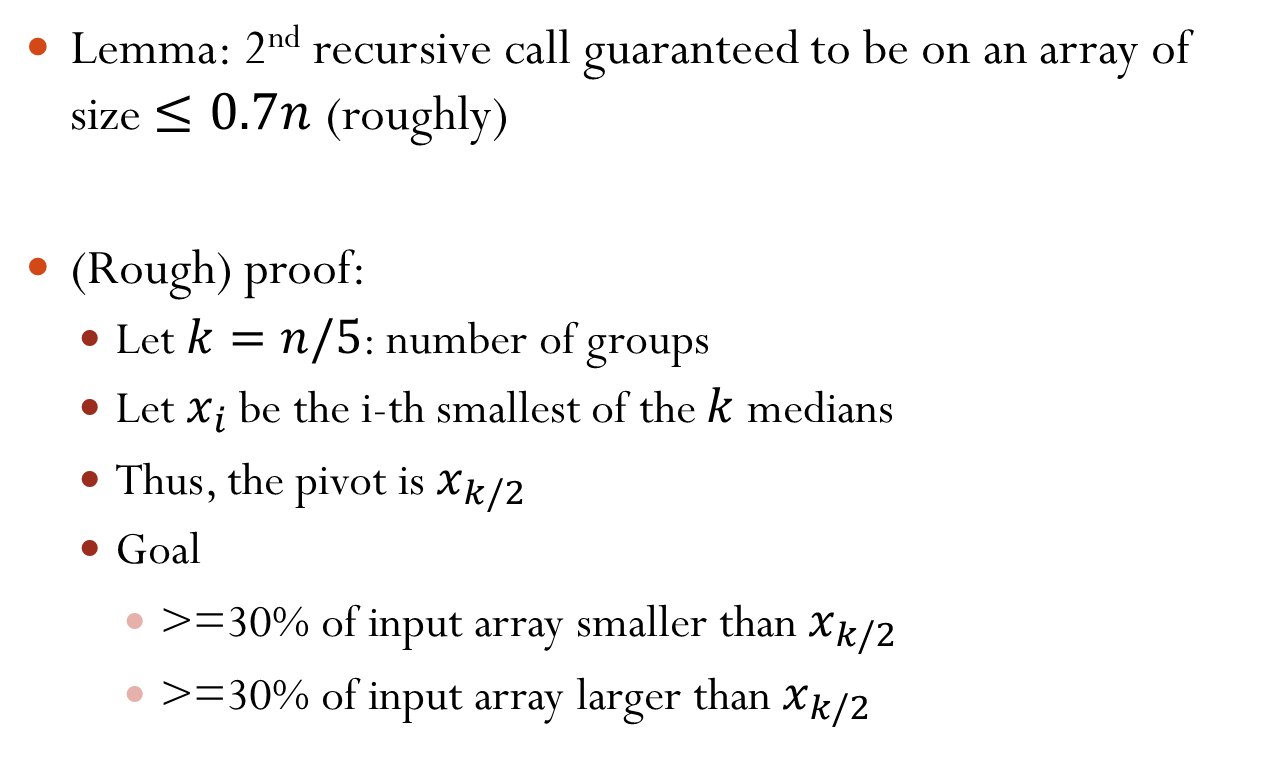 • Lemma: 2ⁿᵈ recursive call guaranteed to be on an array of
size ≤ 0.7n (roughly)
• (Rough) proof:
• Let k = n/5: number of groups
• Let xᵢ be the i-th smallest of the k medians
• Thus, the pivot is x_{k/2}
• Goal
• >=30% of input array smaller than x_{k/2}
• >=30% of input array larger than x_{k/2}